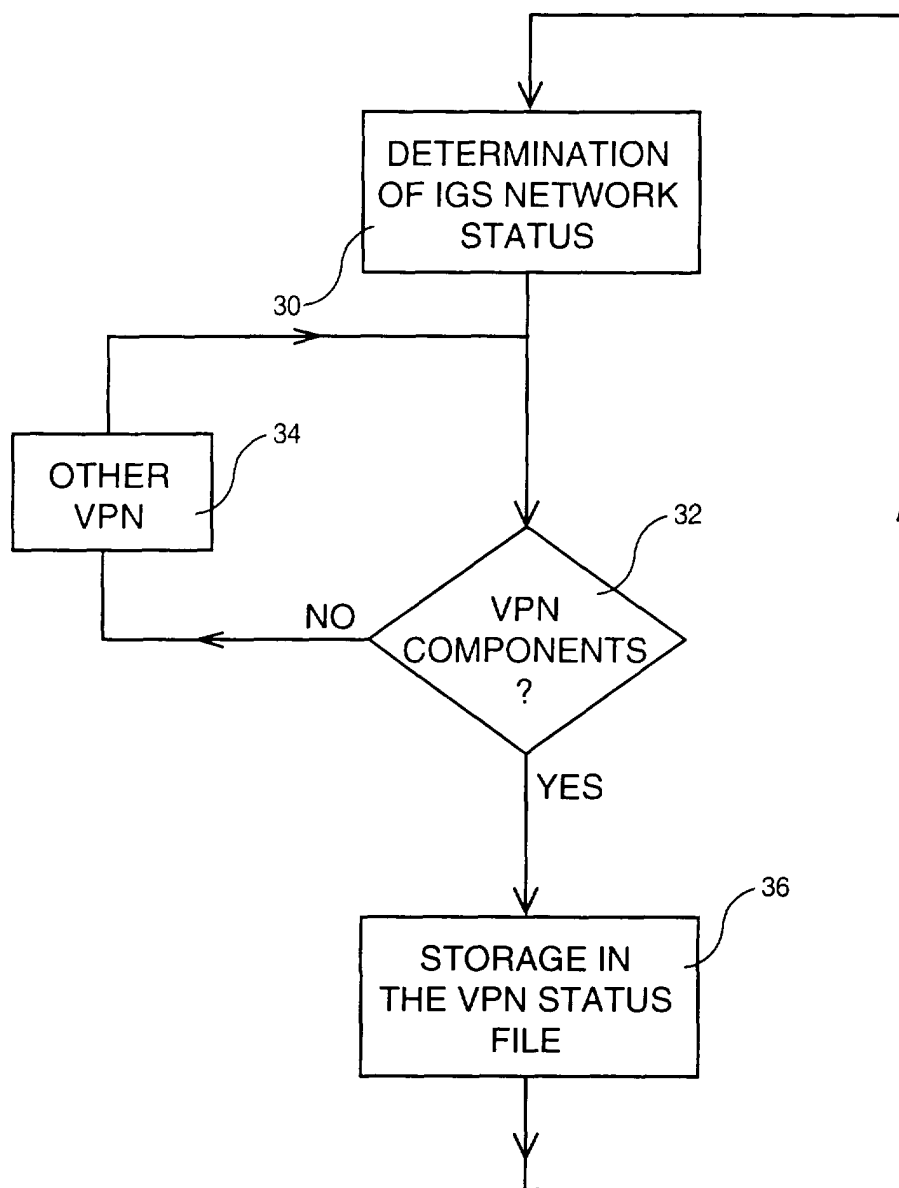 DETERMINATION
OF IGS NETWORK
STATUS
30
34
OTHER
VPN
32
NO
VPN
COMPONENTS
?
YES
36
STORAGE IN
THE VPN STATUS
FILE